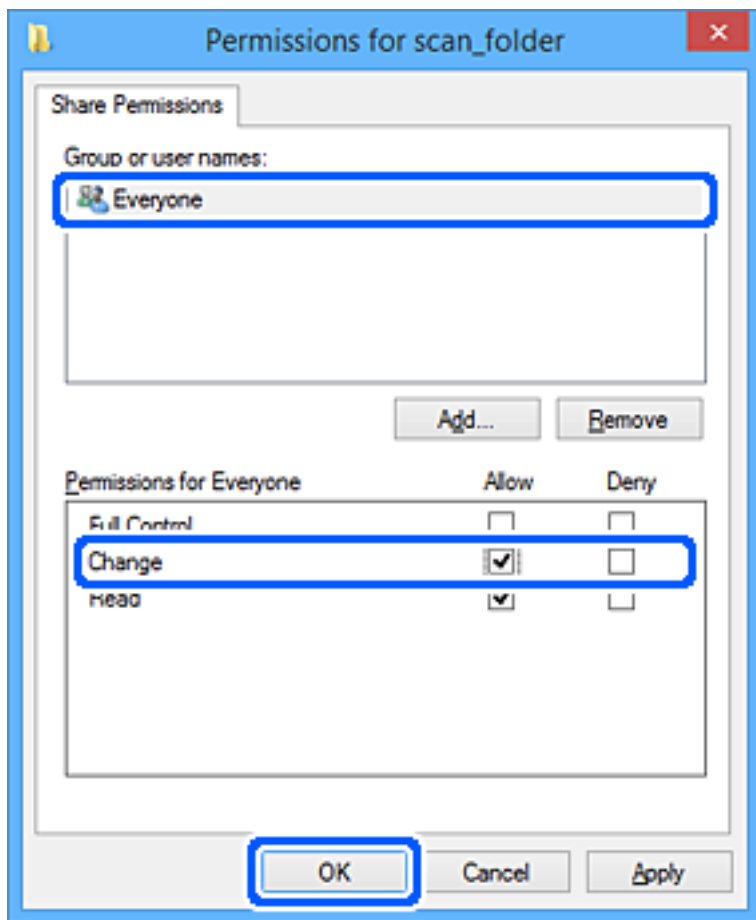 Permissions for scan_folder
Share Permissions
Group or user names:
Everyone
Add...
Remove
Permissions for Everyone Allow Deny
Full Control
Change
Read
OK Cancel Apply